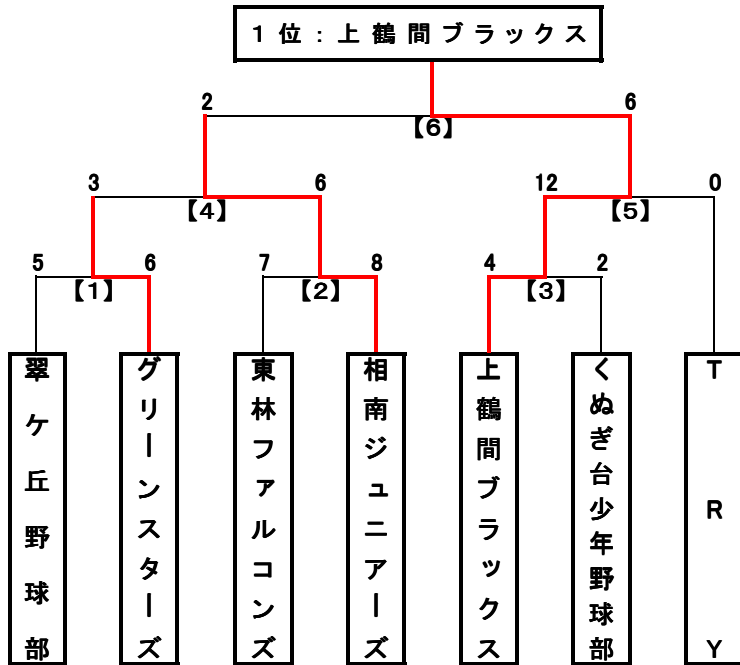 1位:上鶴間ブラックス
2
6
【6】
3
6
12
0
【4】
【5】
5
6
7
8
4
2
【1】
【2】
【3】
翠ケ丘野球部
グリーンスターズ
東林ファルコンズ
相南ジュニアーズ
上鶴間ブラックス
くぬぎ台少年野球部
TRY